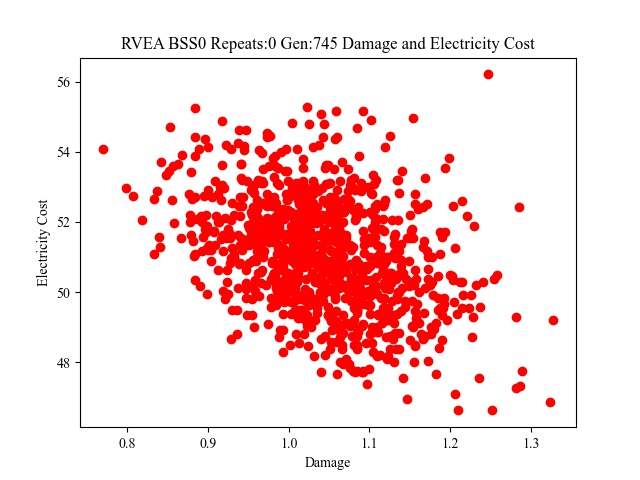 RVEA BSS0 Repeats:0 Gen:745 Damage and Electricity Cost
56
54
52
50
48
Electricity Cost
0.8 0.9 1.0 1.1 1.2 1.3
Damage